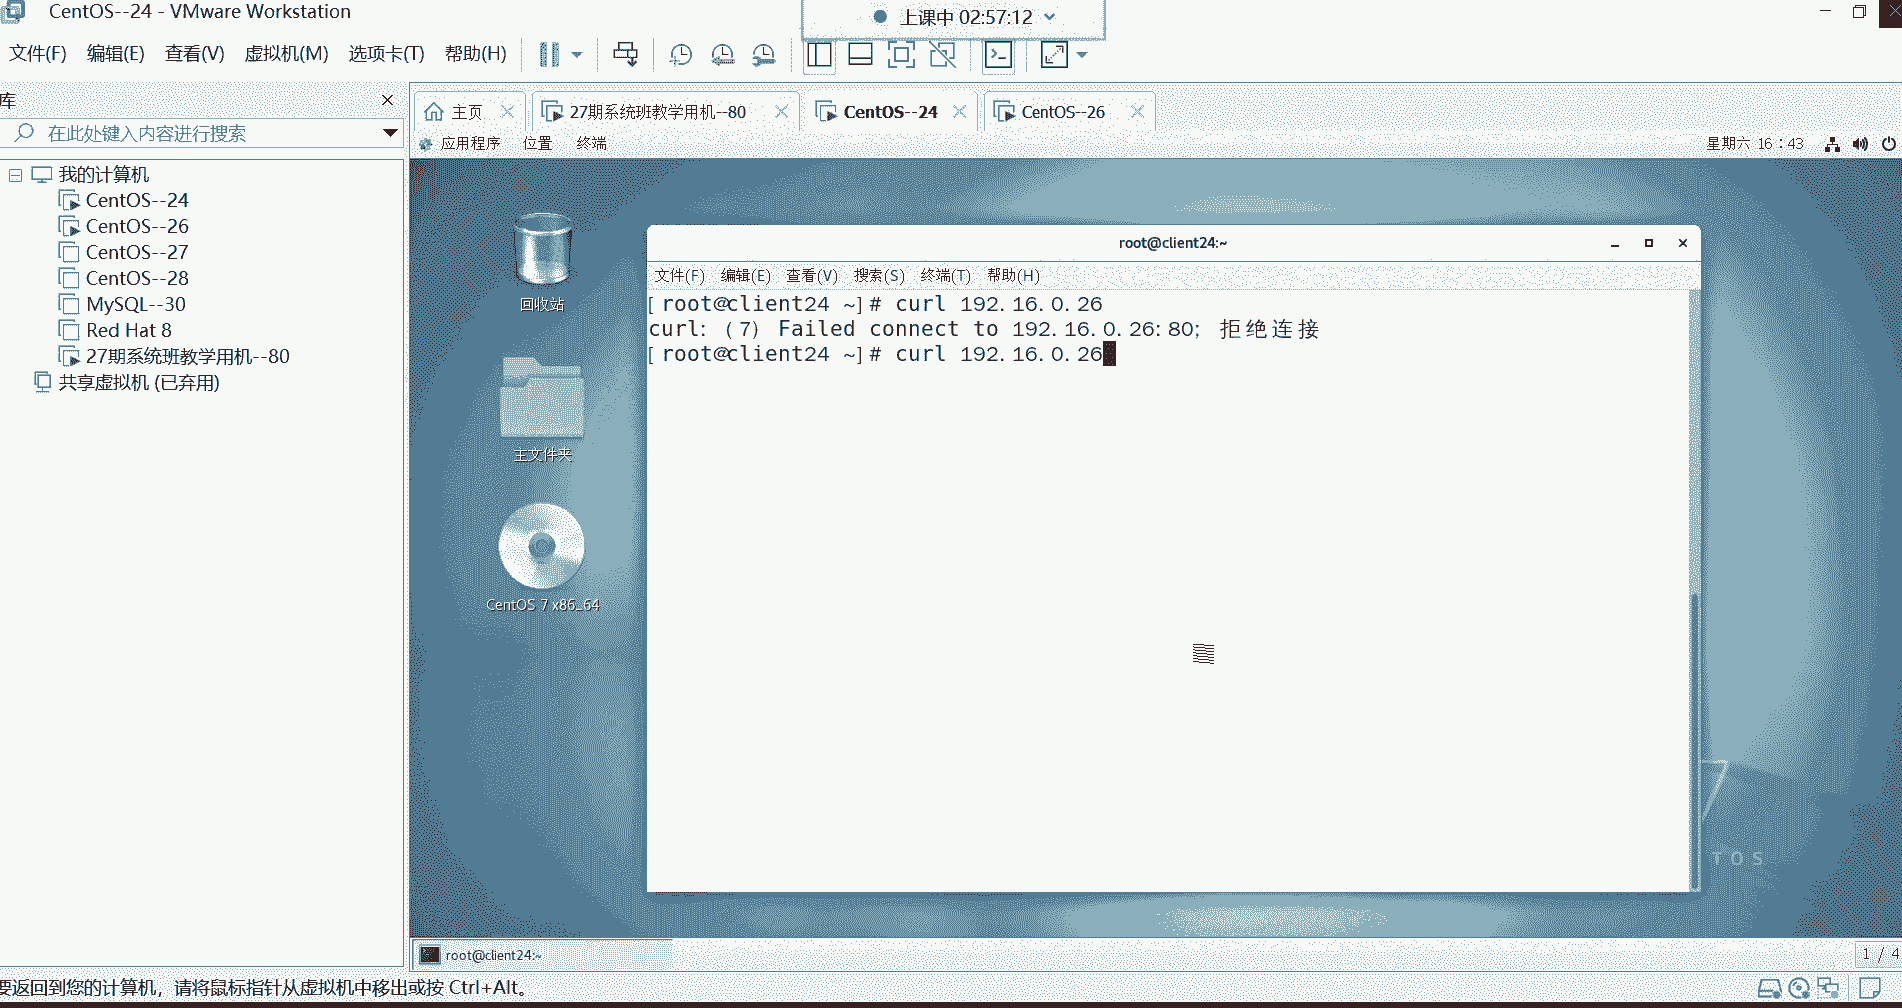 CentOS--24 - VMware Workstation
上课中 02:57:12
文件(F) 编辑(E) 查看(V) 虚拟机(M) 选项卡(T) 帮助(H)
库
在此处键入内容进行搜索
我的计算机
CentOS--24
CentOS--26
CentOS--27
CentOS--28
MySQL--30
Red Hat 8
27期系统班教学用机--80
共享虚拟机 (已弃用)
主页 27期系统班教学用机--80 CentOS--24 CentOS--26
应用程序 位置 终端 星期六 16：43
回收站
主文件夹
CentOS 7 x86_64
root@client24:~
文件(F) 编辑(E) 查看(V) 搜索(S) 终端(T) 帮助(H)
[root@client24 ~]# curl 192.16.0.26
curl: (7) Failed connect to 192.16.0.26:80; 拒绝连接
[root@client24 ~]# curl 192.16.0.26
7
TOS
root@client24:~
1 / 4
要返回到您的计算机，请将鼠标指针从虚拟机中移出或按 Ctrl+Alt。